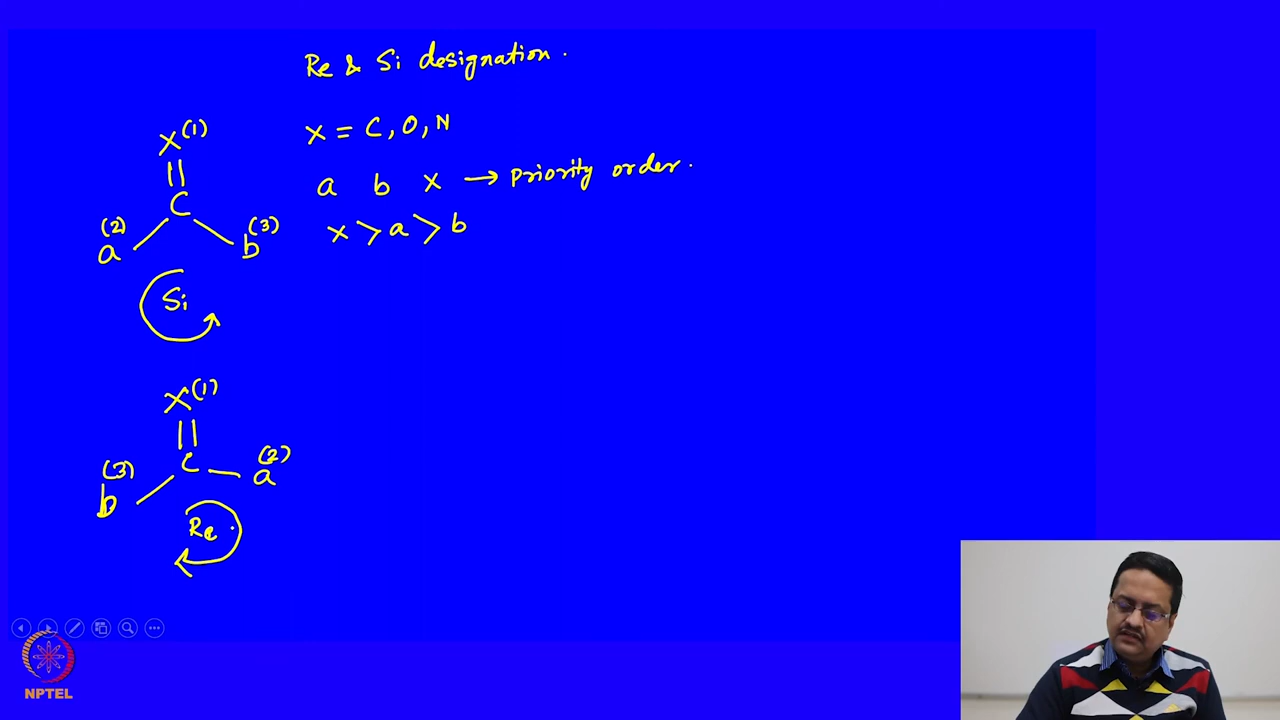 Re & Si designation.
X = C, O, N
a b x → Priority order.
x > a > b
X(1)
||
C
(2) (3)
a b
Si
X(1)
||
C
(3) (2)
b a
Re
NPTEL